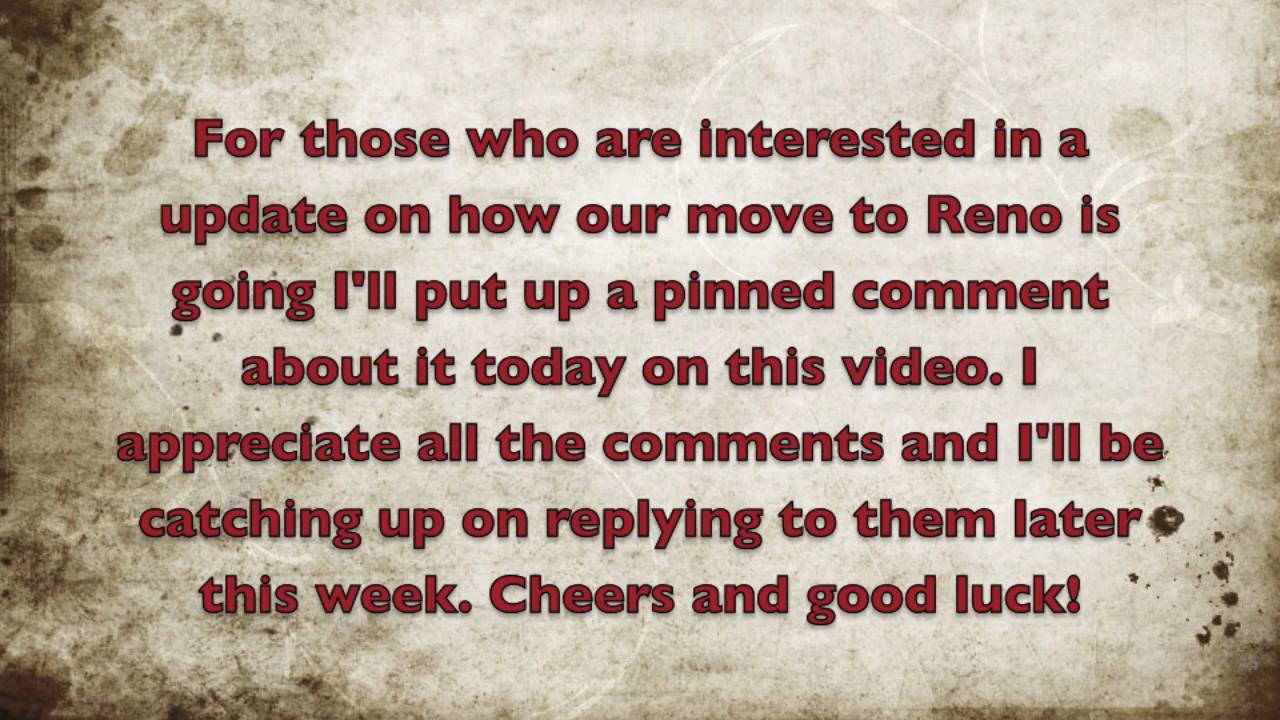 For those who are interested in a
update on how our move to Reno is
going I'll put up a pinned comment
about it today on this video. I
appreciate all the comments and I'll be
catching up on replying to them later
this week. Cheers and good luck!